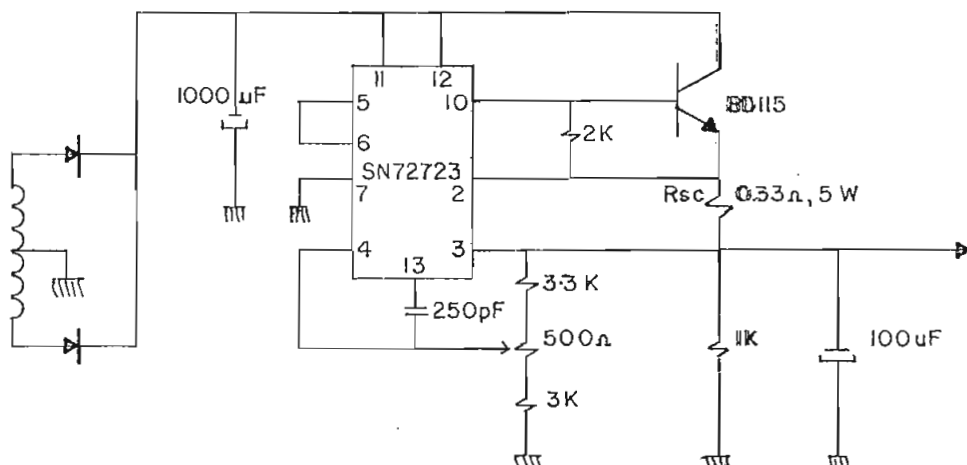 11
12
1000 µF
5
10
BD115
6
2K
SN72723
7
2
Rsc
0.33Ω, 5 W
4
3
13
3.3 K
250pF
500Ω
1K
100uF
3K